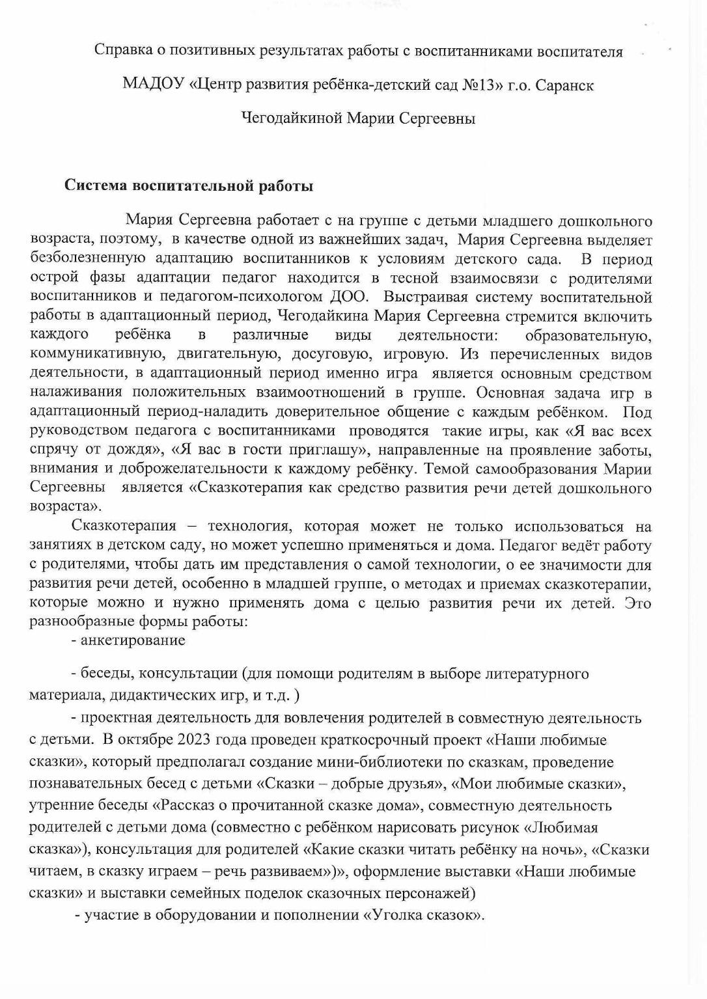 Справка о позитивных результатах работы с воспитанниками воспитателя
МАДОУ «Центр развития ребёнка-детский сад №13» г.о. Саранск
Чегодайкиной Марии Сергеевны
Система воспитательной работы
Мария Сергеевна работает с на группе с детьми младшего дошкольного
возраста, поэтому, в качестве одной из важнейших задач, Мария Сергеевна выделяет
безболезненную адаптацию воспитанников к условиям детского сада. В период
острой фазы адаптации педагог находится в тесной взаимосвязи с родителями
воспитанников и педагогом-психологом ДОО. Выстраивая систему воспитательной
работы в адаптационный период, Чегодайкина Мария Сергеевна стремится включить
каждого ребёнка в различные виды деятельности: образовательную,
коммуникативную, двигательную, досуговую, игровую. Из перечисленных видов
деятельности, в адаптационный период именно игра является основным средством
налаживания положительных взаимоотношений в группе. Основная задача игр в
адаптационный период-наладить доверительное общение с каждым ребёнком. Под
руководством педагога с воспитанниками проводятся такие игры, как «Я вас всех
спрячу от дождя», «Я вас в гости приглашу», направленные на проявление заботы,
внимания и доброжелательности к каждому ребёнку. Темой самообразования Марии
Сергеевны является «Сказкотерапия как средство развития речи детей дошкольного
возраста».
Сказкотерапия – технология, которая может не только использоваться на
занятиях в детском саду, но может успешно применяться и дома. Педагог ведёт работу
с родителями, чтобы дать им представления о самой технологии, о ее значимости для
развития речи детей, особенно в младшей группе, о методах и приемах сказкотерапии,
которые можно и нужно применять дома с целью развития речи их детей. Это
разнообразные формы работы:
- анкетирование
- беседы, консультации (для помощи родителям в выборе литературного
материала, дидактических игр, и т.д. )
- проектная деятельность для вовлечения родителей в совместную деятельность
с детьми. В октябре 2023 года проведен краткосрочный проект «Наши любимые
сказки», который предполагал создание мини-библиотеки по сказкам, проведение
познавательных бесед с детьми «Сказки – добрые друзья», «Мои любимые сказки»,
утренние беседы «Рассказ о прочитанной сказке дома», совместную деятельность
родителей с детьми дома (совместно с ребёнком нарисовать рисунок «Любимая
сказка»), консультация для родителей «Какие сказки читать ребёнку на ночь», «Сказки
читаем, в сказку играем – речь развиваем»)», оформление выставки «Наши любимые
сказки» и выставки семейных поделок сказочных персонажей)
- участие в оборудовании и пополнении «Уголка сказок».